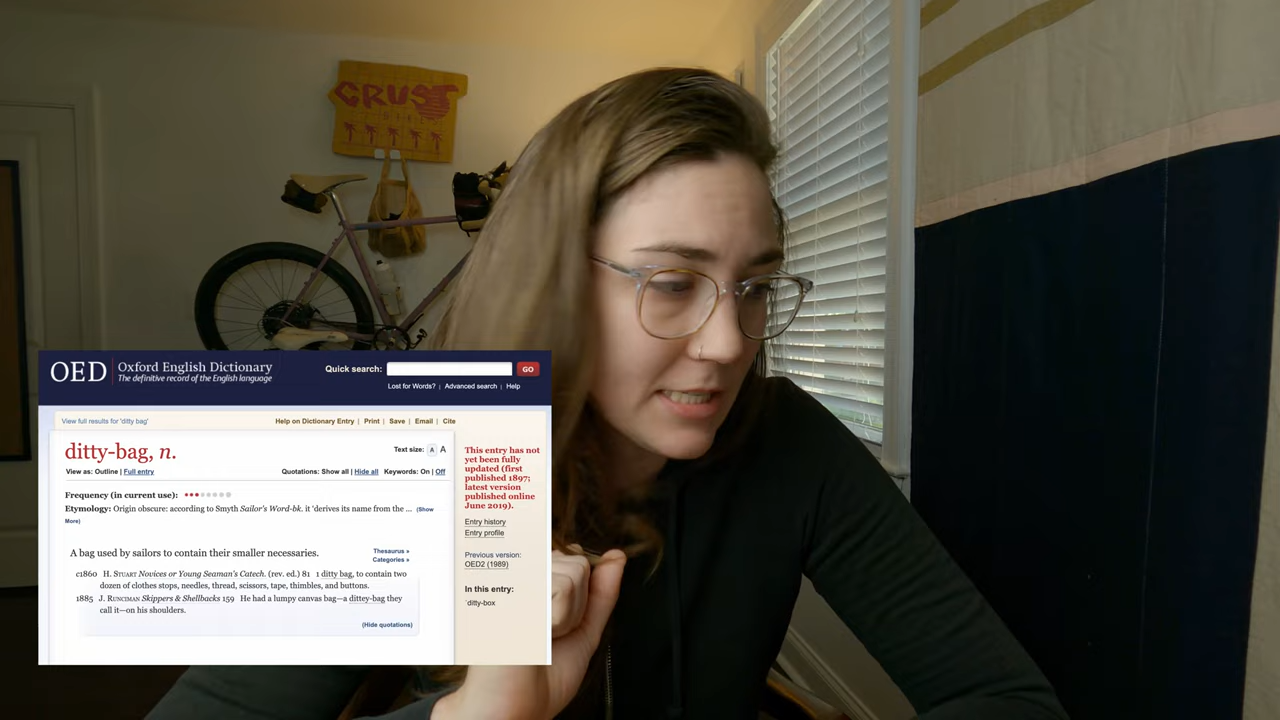 CRUST
OED
Oxford English Dictionary
The definitive record of the English language
Quick search:
GO
Lost for Words? | Advanced search | Help
View full results for 'ditty bag'
Help on Dictionary Entry | Print | Save | Email | Cite
ditty-bag, n.
Text size: A A
View as: Outline | Full entry
Quotations: Show all | Hide all Keywords: On | Off
Frequency (in current use):
Etymology: Origin obscure: according to Smyth Sailor's Word-bk. it 'derives its name from the ... (Show
More)
A bag used by sailors to contain their smaller necessaries.
Thesaurus »
Categories »
c1860 H. STUART Novices or Young Seaman's Catech. (rev. ed.) 81 1 ditty bag, to contain two
dozen of clothes stops, needles, thread, scissors, tape, thimbles, and buttons.
1885 J. RUNCIMAN Skippers & Shellbacks 159 He had a lumpy canvas bag—a dittey-bag they
call it—on his shoulders.
(Hide quotations)
This entry has not
yet been fully
updated (first
published 1897;
latest version
published online
June 2019).
Entry history
Entry profile
Previous version:
OED2 (1989)
In this entry:
'ditty-box